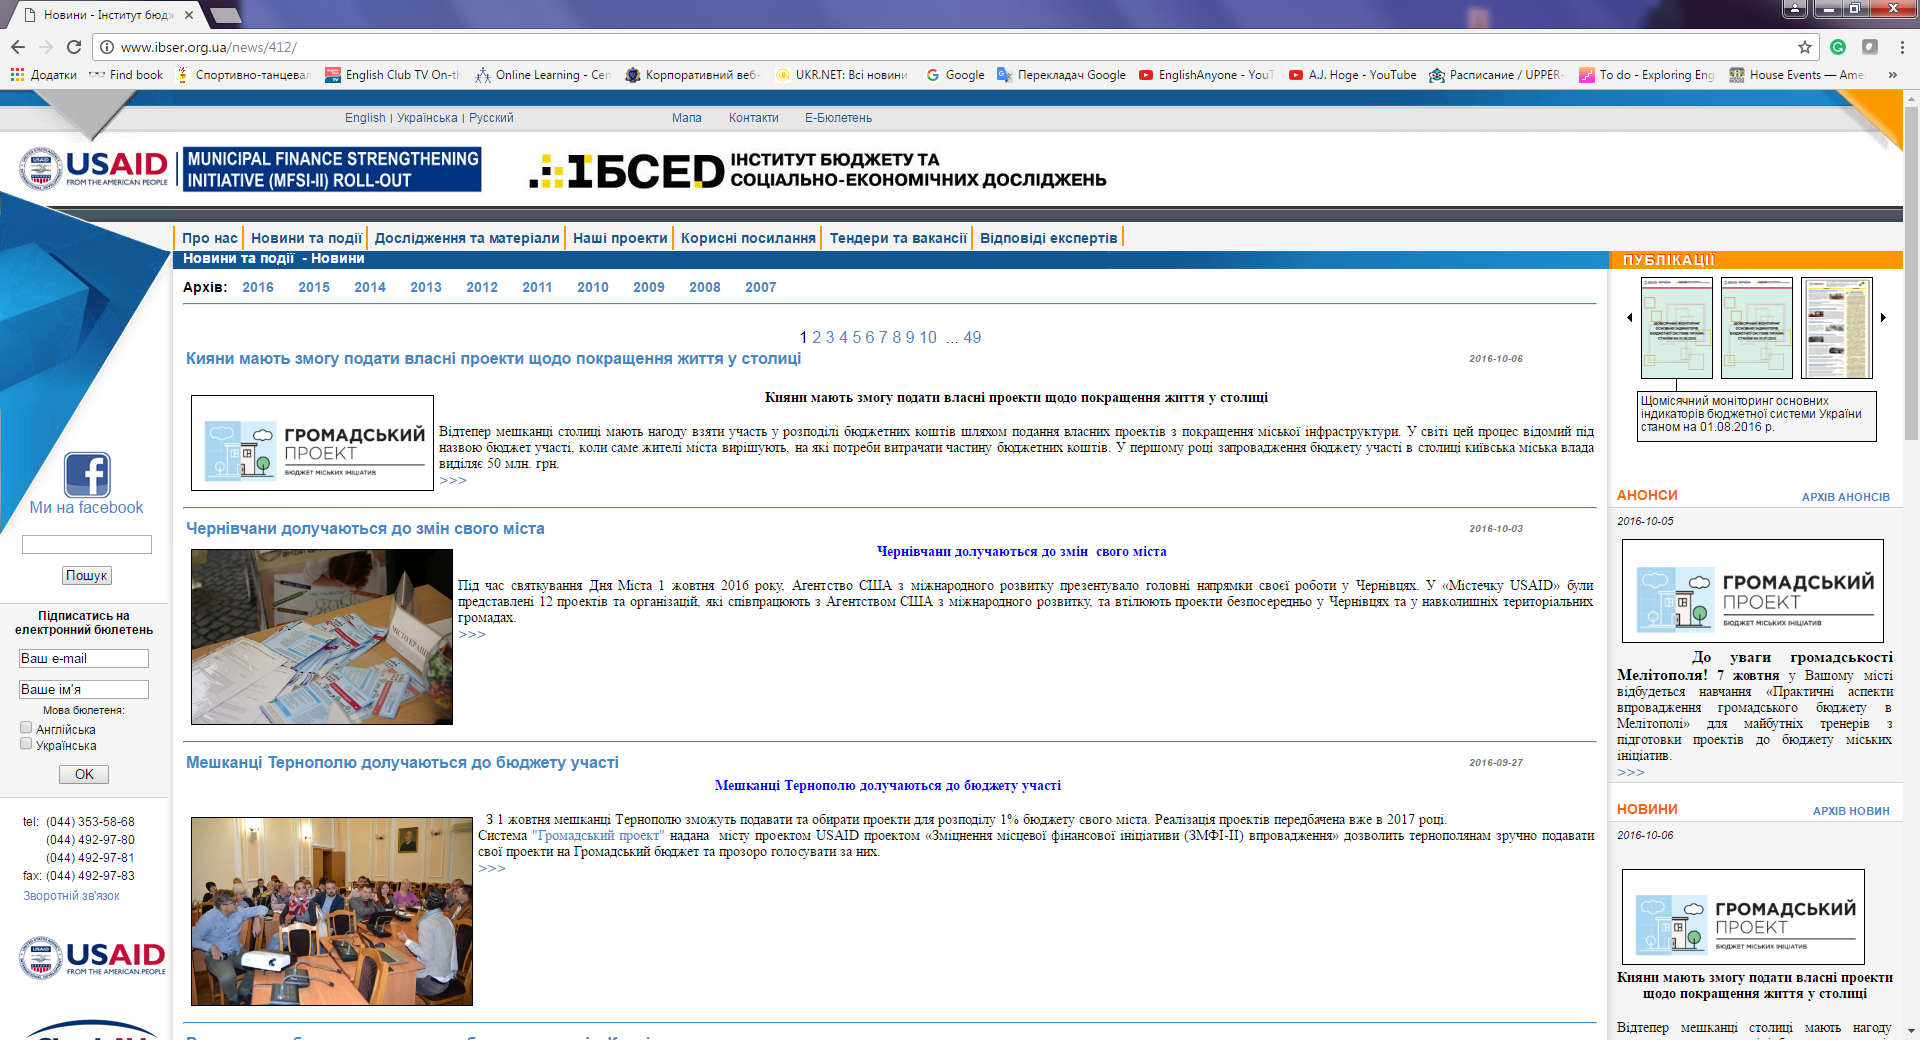 Новини - Інститут бюдж
www.ibser.org.ua/news/412/
Додатки
Find book
Спортивно-танцевал
English Club TV On-th
Online Learning - Cen
Корпоративний веб-
UKR.NET: Всі новини
Google
Перекладач Google
EnglishAnyone - YouT
A.J. Hoge - YouTube
Расписание / UPPER-
To do - Exploring Eng
House Events — Ame
»
English | Українська | Русский
Мапа
Контакти
Е-Бюлетень
USAID
FROM THE AMERICAN PEOPLE
MUNICIPAL FINANCE STRENGTHENING
INITIATIVE (MFSI-II) ROLL-OUT
ІБСЕD
ІНСТИТУТ БЮДЖЕТУ ТА
СОЦІАЛЬНО-ЕКОНОМІЧНИХ ДОСЛІДЖЕНЬ
Про нас
Новини та події
Дослідження та матеріали
Наші проекти
Корисні посилання
Тендери та вакансії
Відповіді експертів
Новини та події - Новини
Архів: 2016 2015 2014 2013 2012 2011 2010 2009 2008 2007
1 2 3 4 5 6 7 8 9 10 ... 49
Кияни мають змогу подати власні проекти щодо покращення життя у столиці
2016-10-06
Кияни мають змогу подати власні проекти щодо покращення життя у столиці
ГРОМАДСЬКИЙ
ПРОЕКТ
БЮДЖЕТ МІСЬКИХ ІНІЦІАТИВ
Відтепер мешканці столиці мають нагоду взяти участь у розподілі бюджетних коштів шляхом подання власних проектів з покращення міської інфраструктури. У світі цей процес відомий під
назвою бюджет участі, коли саме жителі міста вирішують, на які потреби витрачати частину бюджетних коштів. У першому році запровадження бюджету участі в столиці київська міська влада
виділяє 50 млн. грн.
>>>
Чернівчани долучаються до змін свого міста
2016-10-03
Чернівчани долучаються до змін свого міста
Під час святкування Дня Міста 1 жовтня 2016 року, Агентство США з міжнародного розвитку презентувало головні напрямки своєї роботи у Чернівцях. У «Містечку USAID» були
представлені 12 проектів та організацій, які співпрацюють з Агентством США з міжнародного розвитку, та втілюють проекти безпосередньо у Чернівцях та у навколишніх територіальних
громадах.
>>>
Мешканці Тернополю долучаються до бюджету участі
2016-09-27
Мешканці Тернополю долучаються до бюджету участі
З 1 жовтня мешканці Тернополю зможуть подавати та обирати проекти для розподілу 1% бюджету свого міста. Реалізація проектів передбачена вже в 2017 році.
Система "Громадський проект" надана місту проектом USAID проектом «Зміцнення місцевої фінансової ініціативи (ЗМФІ-ІІ) впровадження» дозволить тернополянам зручно подавати
свої проекти на Громадський бюджет та прозоро голосувати за них.
>>>
Ми на facebook
Пошук
Підписатись на
електронний бюлетень
Ваш e-mail
Ваше ім'я
Мова бюлетеня:
Англійська
Українська
OK
tel: (044) 353-58-68
(044) 492-97-80
(044) 492-97-81
fax: (044) 492-97-83
Зворотній зв'язок
USAID
FROM THE AMERICAN PEOPLE
ПУБЛІКАЦІЇ
Щомісячний моніторинг основних
індикаторів бюджетної системи України
станом на 01.08.2016 р.
АНОНСИ
АРХІВ АНОНСІВ
2016-10-05
ГРОМАДСЬКИЙ
ПРОЕКТ
БЮДЖЕТ МІСЬКИХ ІНІЦІАТИВ
До уваги громадськості
Мелітополя! 7 жовтня у Вашому місті
відбудеться навчання «Практичні аспекти
впровадження громадського бюджету в
Мелітополі» для майбутніх тренерів з
підготовки проектів до бюджету міських
ініціатив.
>>>
НОВИНИ
АРХІВ НОВИН
2016-10-06
ГРОМАДСЬКИЙ
ПРОЕКТ
БЮДЖЕТ МІСЬКИХ ІНІЦІАТИВ
Кияни мають змогу подати власні проекти
щодо покращення життя у столиці
Відтепер мешканці столиці мають нагоду